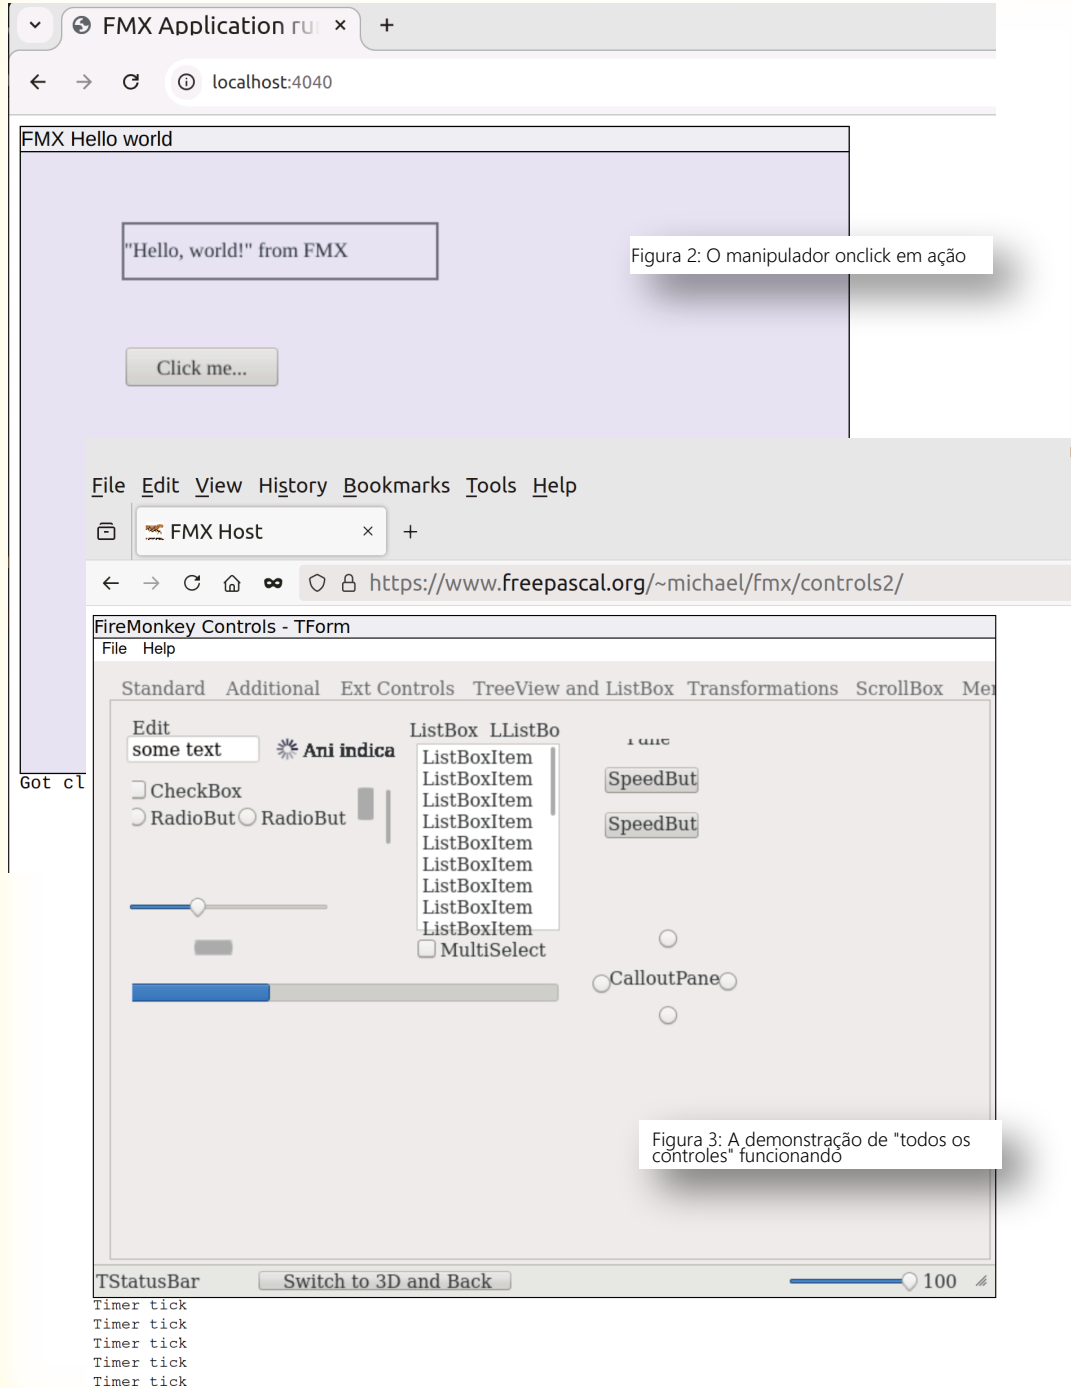 FMX Application ru
localhost:4040
FMX Hello world
"Hello, world!" from FMX
Figura 2: O manipulador onclick em ação
Click me...
File Edit View History Bookmarks Tools Help
FMX Host
https://www.freepascal.org/~michael/fmx/controls2/
FireMonkey Controls - TForm
File Help
Standard Additional Ext Controls TreeView and ListBox Transformations ScrollBox Mer
Edit
some text
Ani indica
ListBox LListBo
ListBoxItem
ListBoxItem
ListBoxItem
ListBoxItem
ListBoxItem
ListBoxItem
ListBoxItem
ListBoxItem
ListBoxItem
MultiSelect
SpeedBut
SpeedBut
Got cl
CheckBox
RadioBut RadioBut
CalloutPane
Figura 3: A demonstração de "todos os
controles" funcionando
TStatusBar
Switch to 3D and Back
100
Timer tick
Timer tick
Timer tick
Timer tick
Timer tick